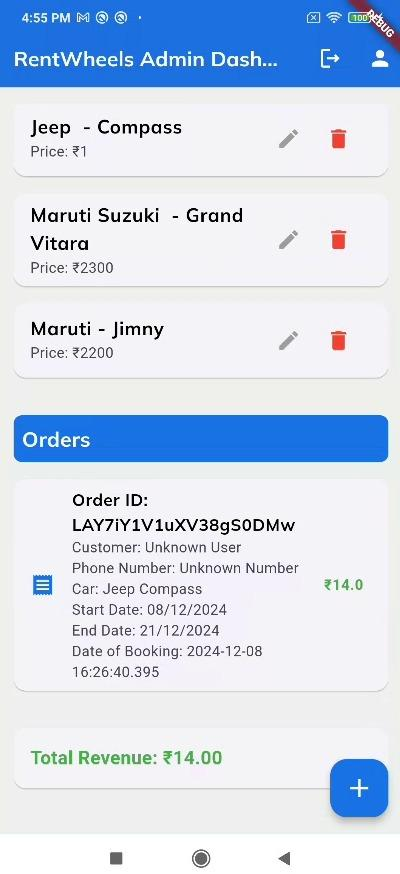 4:55 PM
100
DEBUG
RentWheels Admin Dash...
Jeep - Compass
Price: ₹1
Maruti Suzuki - Grand
Vitara
Price: ₹2300
Maruti - Jimny
Price: ₹2200
Orders
Order ID:
LAY7iY1V1uXV38gS0DMw
Customer: Unknown User
Phone Number: Unknown Number
Car: Jeep Compass
₹14.0
Start Date: 08/12/2024
End Date: 21/12/2024
Date of Booking: 2024-12-08
16:26:40.395
Total Revenue: ₹14.00